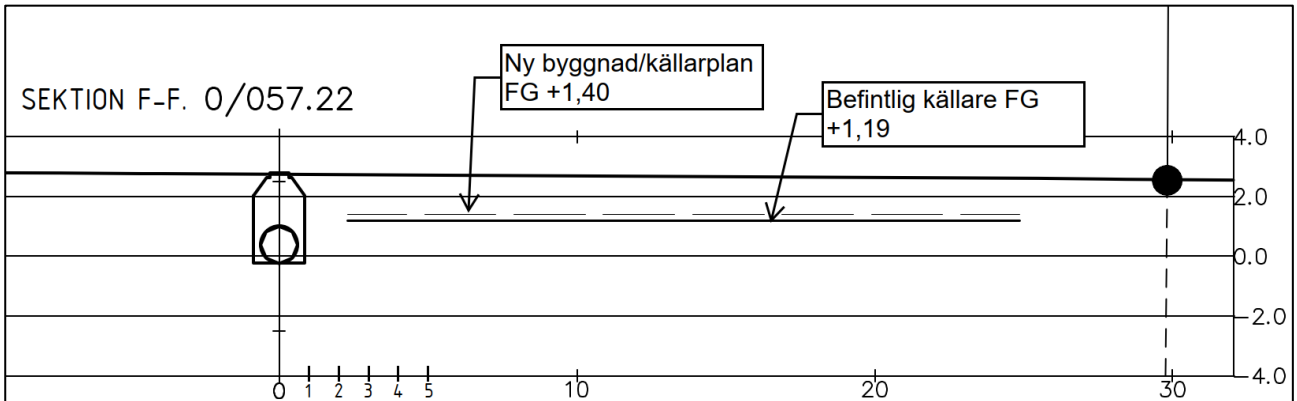 Ny byggnad/källarplan
FG +1,40
SEKTION F-F. 0/057.22
Befintlig källare FG
+1,19
4.0
2.0
0.0
-2.0
-4.0
0 1 2 3 4 5 10 20 30